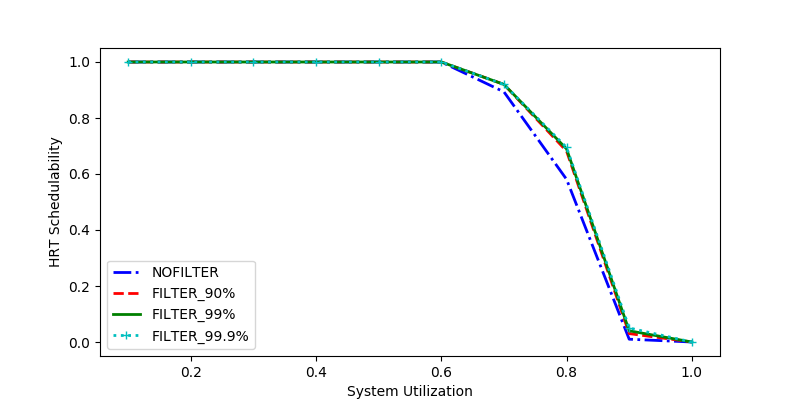 1.0
0.8
0.6
0.4
0.2
0.0
HRT Schedulability
NOFILTER
FILTER_90%
FILTER_99%
FILTER_99.9%
0.2 0.4 0.6 0.8 1.0
System Utilization